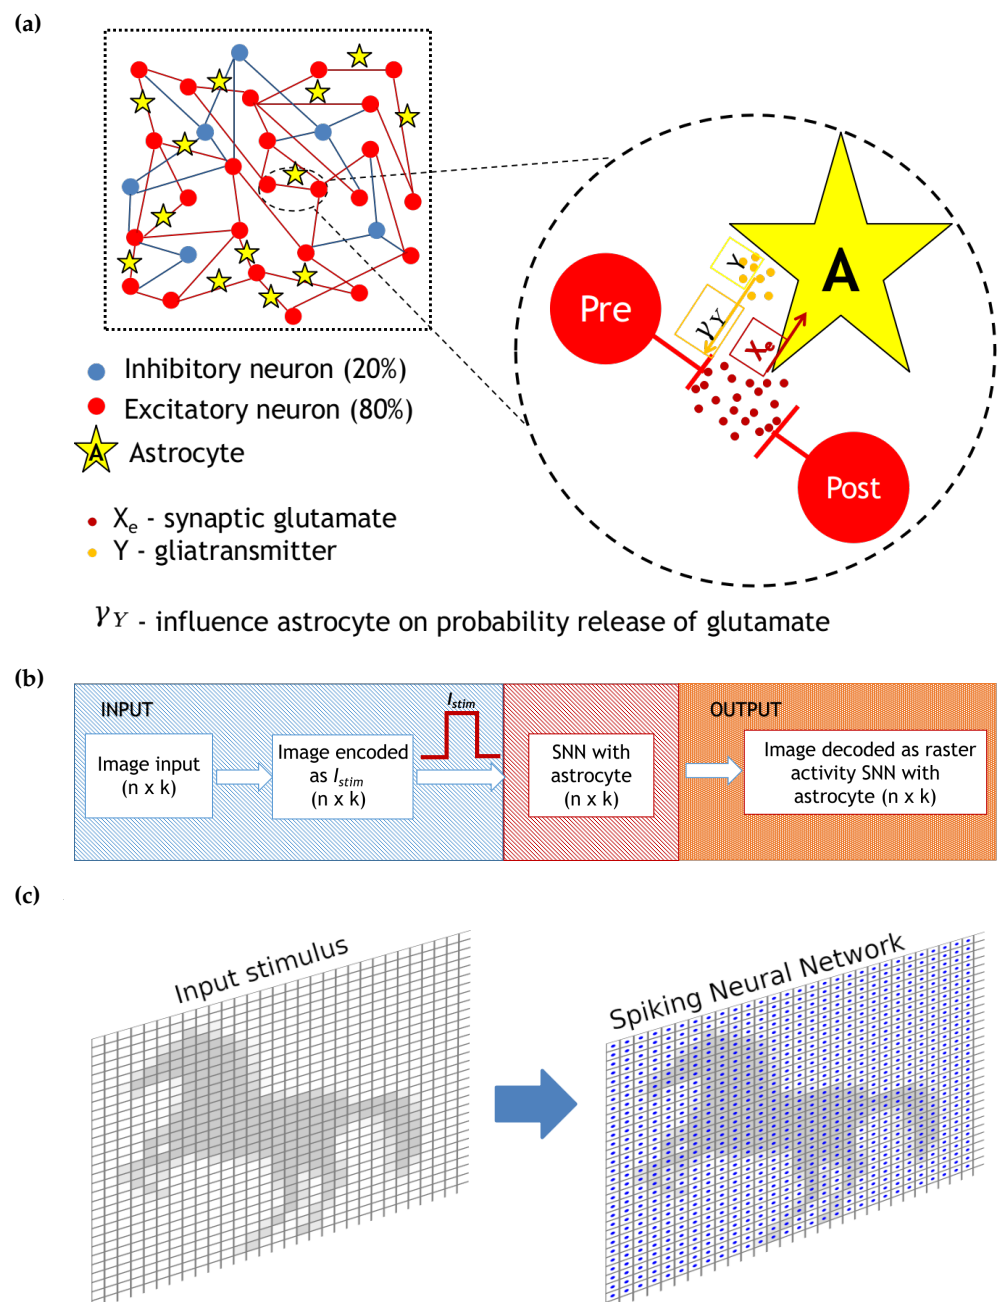 (a)
A
Y
γY
Xe
Pre
Post
Inhibitory neuron (20%)
Excitatory neuron (80%)
A
Astrocyte
Xe - synaptic glutamate
Y - gliatransmitter
γY - influence astrocyte on probability release of glutamate
(b)
INPUT
Istim
OUTPUT
Image input
(n x k)
Image encoded
as Istim
(n x k)
SNN with
astrocyte
(n x k)
Image decoded as raster
activity SNN with
astrocyte (n x k)
(c)
Input stimulus
Spiking Neural Network